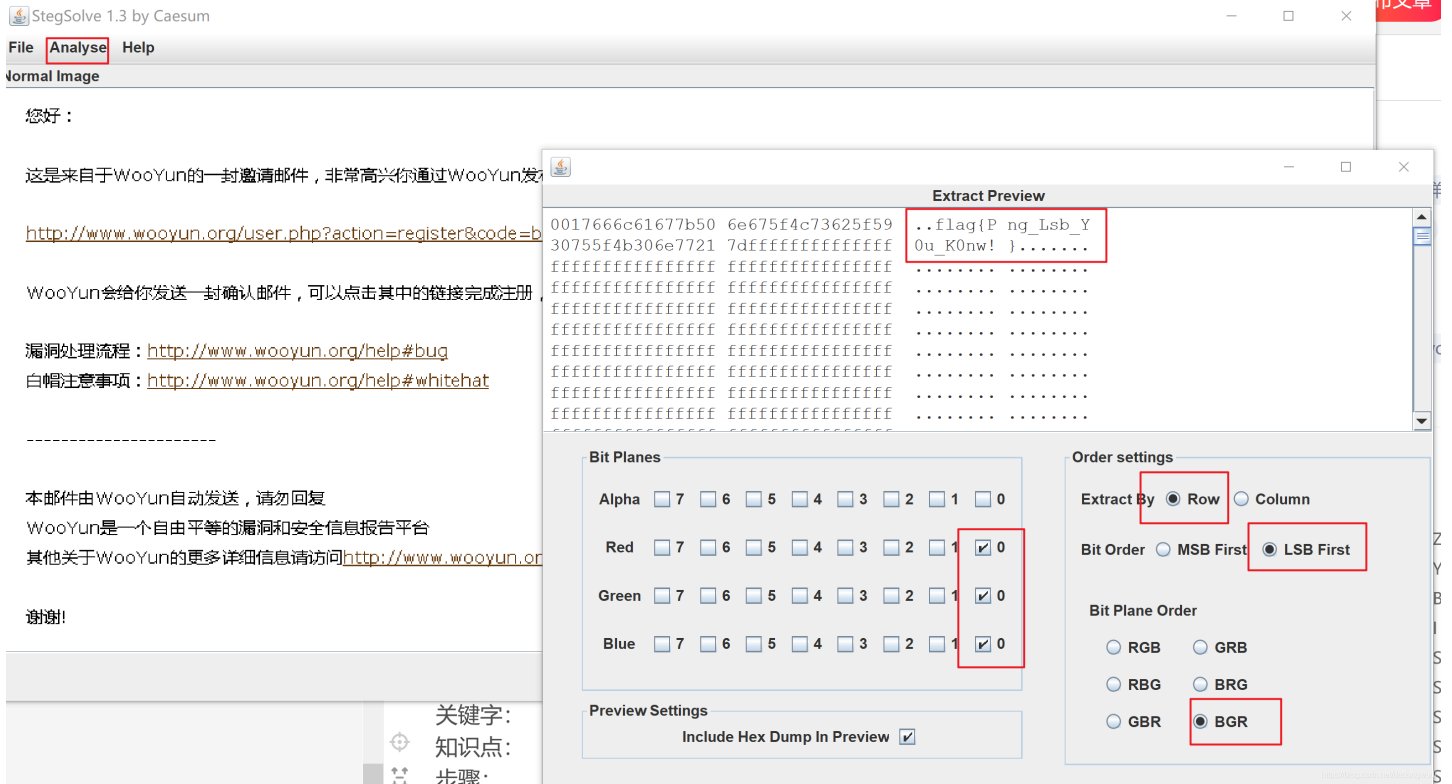 StegSolve 1.3 by Caesum
File Analyse Help
Normal Image
您好：
这是来自于WooYun的一封邀请邮件，非常高兴你通过WooYun发
http://www.wooyun.org/user.php?action=register&code=b
WooYun会给你发送一封确认邮件，可以点击其中的链接完成注册，
漏洞处理流程：http://www.wooyun.org/help#bug
白帽注意事项：http://www.wooyun.org/help#whitehat
----------------------
本邮件由WooYun自动发送，请勿回复
WooYun是一个自由平等的漏洞和安全信息报告平台
其他关于WooYun的更多详细信息请访问http://www.wooyun.or
谢谢!
Extract Preview
0017666c61677b50 6e675f4c73625f59 ..flag{P ng_Lsb_Y
30755f4b306e7721 7dffffffffffffff 0u_K0nw! }.......
ffffffffffffffff ffffffffffffffff ........ ........
ffffffffffffffff ffffffffffffffff ........ ........
ffffffffffffffff ffffffffffffffff ........ ........
ffffffffffffffff ffffffffffffffff ........ ........
ffffffffffffffff ffffffffffffffff ........ ........
ffffffffffffffff ffffffffffffffff ........ ........
ffffffffffffffff ffffffffffffffff ........ ........
ffffffffffffffff ffffffffffffffff ........ ........
Bit Planes
Alpha 7 6 5 4 3 2 1 0
Red 7 6 5 4 3 2 1 0
Green 7 6 5 4 3 2 1 0
Blue 7 6 5 4 3 2 1 0
Preview Settings
Include Hex Dump In Preview
Order settings
Extract By Row Column
Bit Order MSB First LSB First
Bit Plane Order
RGB GRB
RBG BRG
GBR BGR
关键字：
知识点：
步骤：
文章